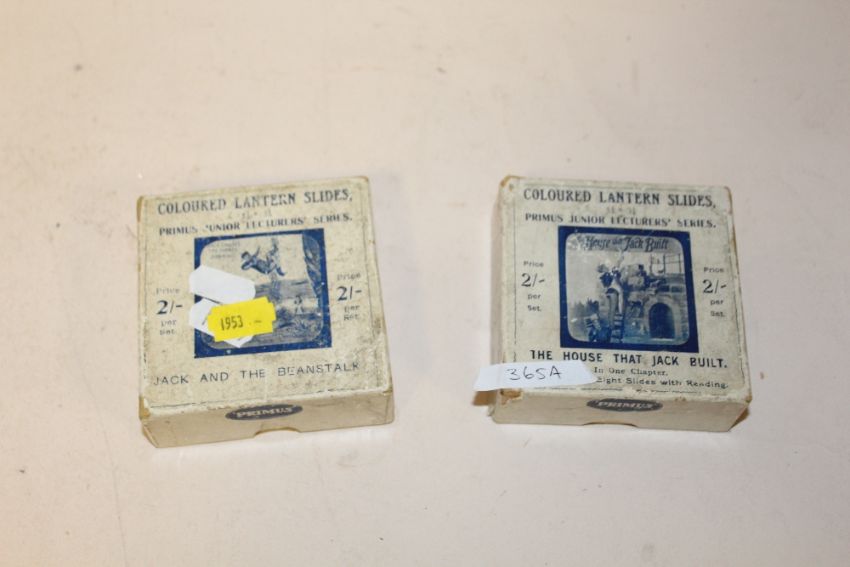 COLOURED LANTERN SLIDES,
PRIMUS JUNIOR LECTURERS' SERIES.
Price
2/-
per
Set.
Price
2/-
per
Set.
1953
JACK AND THE BEANSTALK
PRIMUS
COLOURED LANTERN SLIDES,
PRIMUS JUNIOR LECTURERS' SERIES.
The House that Jack Built
Price
2/-
per
Set.
Price
2/-
per
Set.
THE HOUSE THAT JACK BUILT.
In One Chapter.
365A
Eight Slides with Reading.
PRIMUS